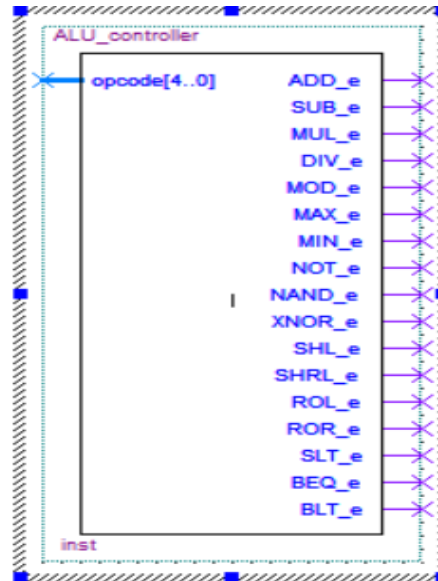 ALU_controller
opcode[4..0] ADD_e
SUB_e
MUL_e
DIV_e
MOD_e
MAX_e
MIN_e
NOT_e
NAND_e
XNOR_e
SHL_e
SHRL_e
ROL_e
ROR_e
SLT_e
BEQ_e
BLT_e
inst